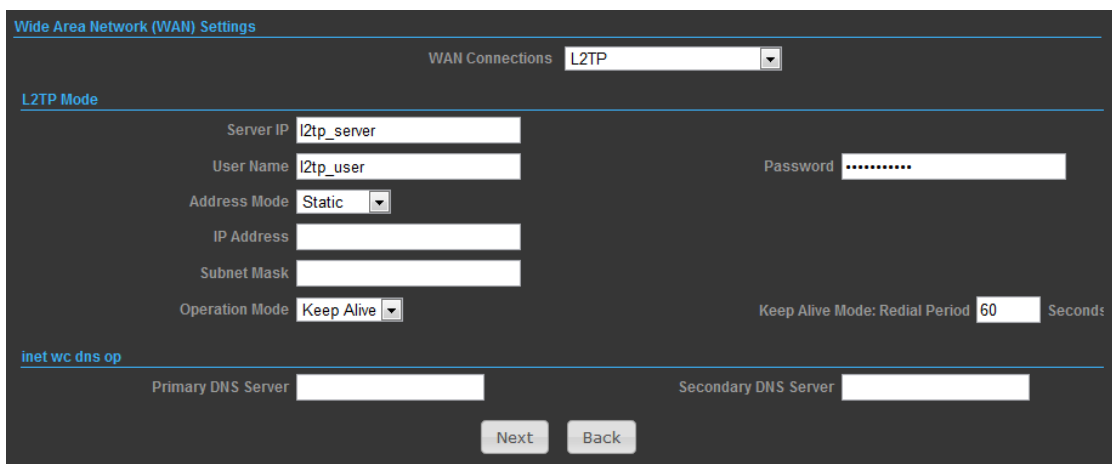 Wide Area Network (WAN) Settings
WAN Connections L2TP
L2TP Mode
Server IP l2tp_server
User Name l2tp_user Password •••••••••••
Address Mode Static
IP Address
Subnet Mask
Operation Mode Keep Alive Keep Alive Mode: Redial Period 60 Seconds
inet wc dns op
Primary DNS Server Secondary DNS Server
Next Back